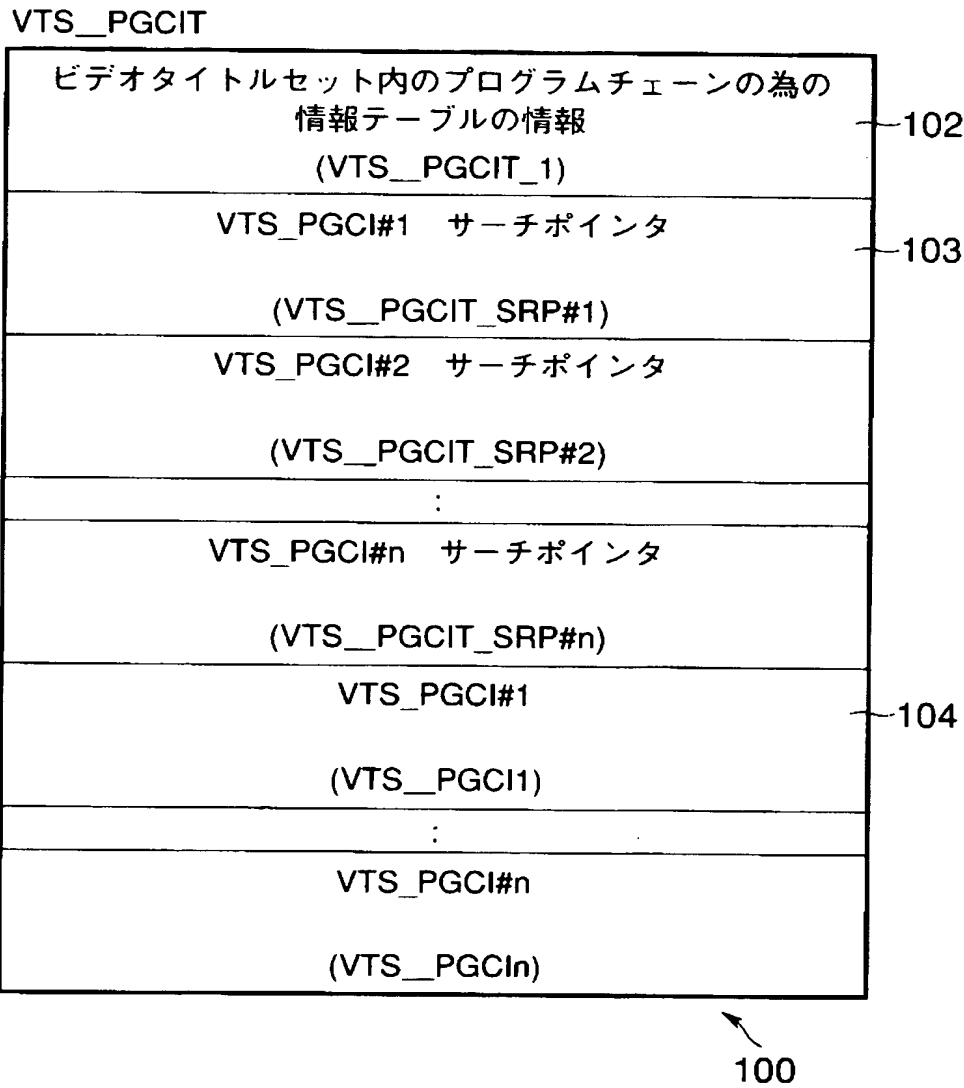 VTS__PGCIT
ビデオタイトルセット内のプログラムチェーンの為の
情報テーブルの情報
(VTS__PGCIT_1)
102
VTS_PGCI#1 サーチポインタ
103
(VTS__PGCIT_SRP#1)
VTS_PGCI#2 サーチポインタ
(VTS__PGCIT_SRP#2)
:
VTS_PGCI#n サーチポインタ
(VTS__PGCIT_SRP#n)
VTS_PGCI#1
104
(VTS__PGCI1)
:
VTS_PGCI#n
(VTS__PGCIn)
100